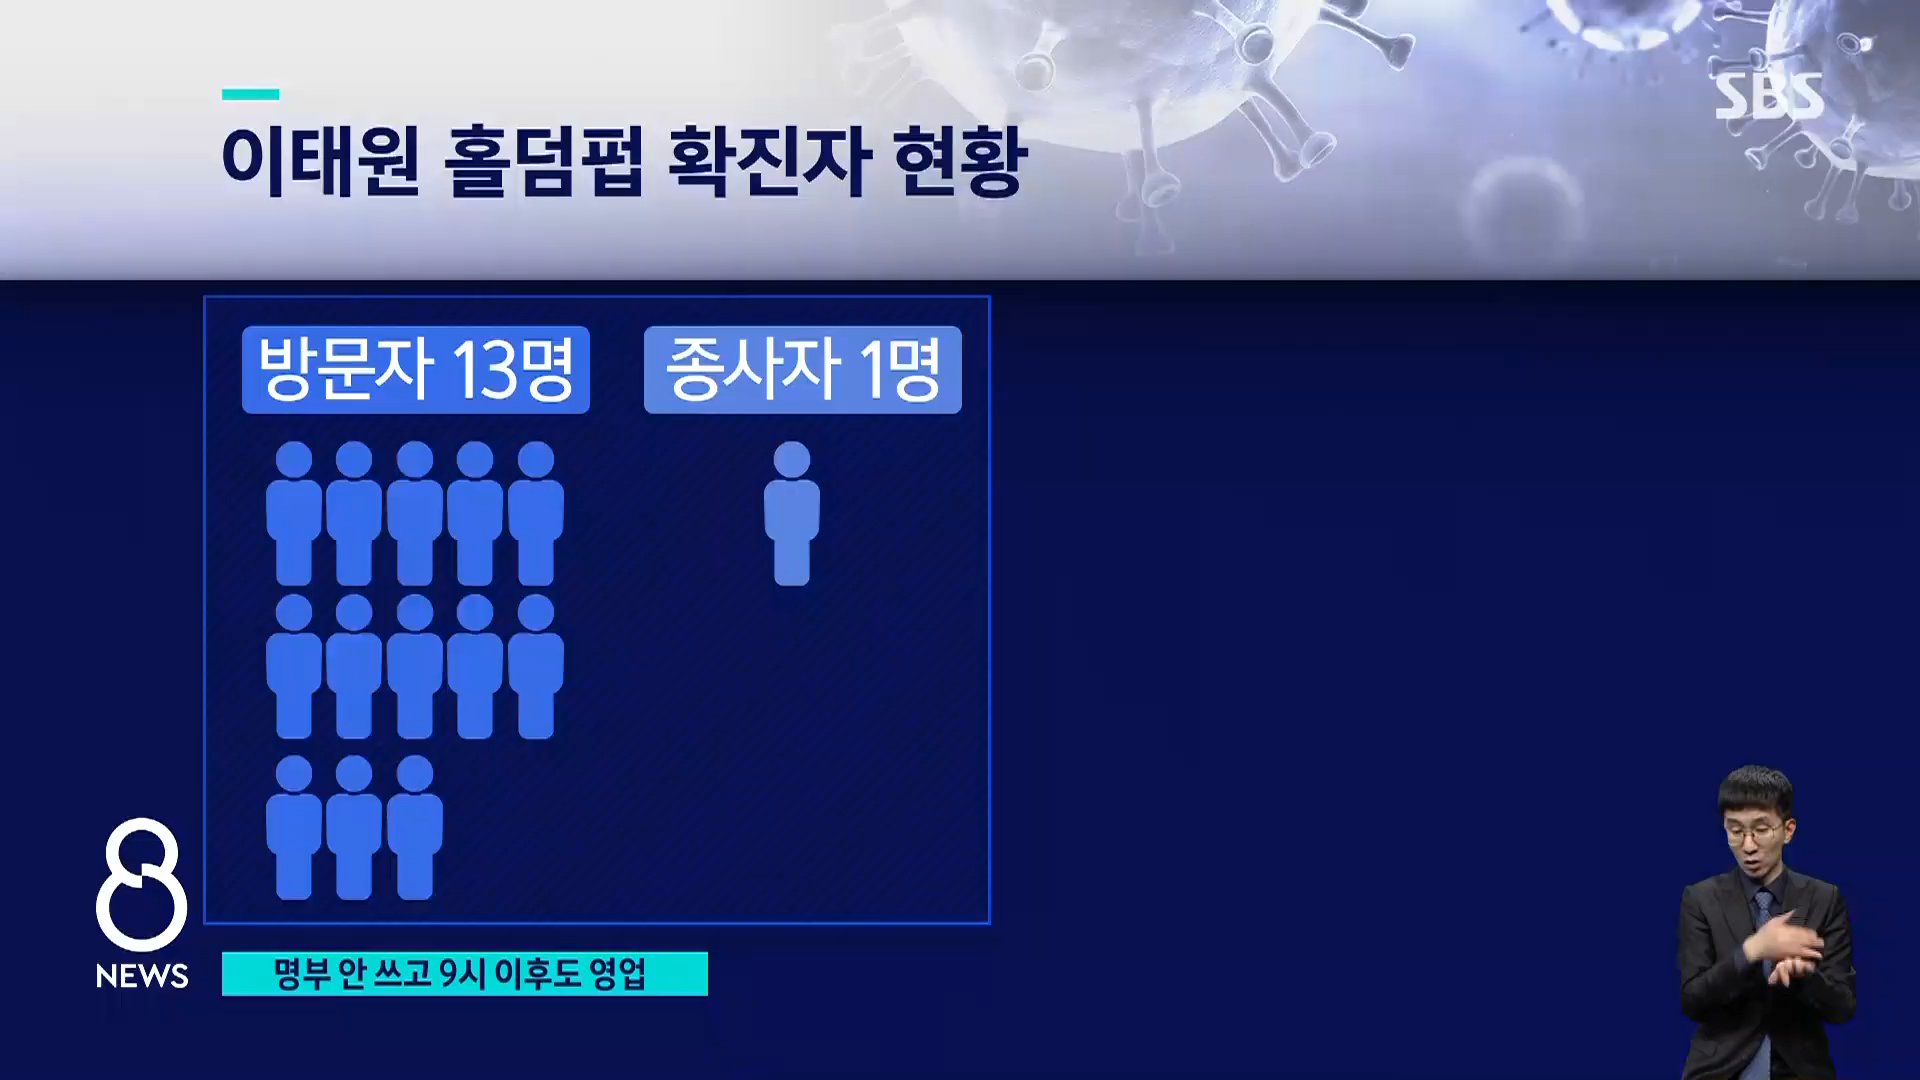 SBS
이태원 홀덤펍 확진자 현황
방문자 13명
종사자 1명
8
NEWS
명부 안 쓰고 9시 이후도 영업